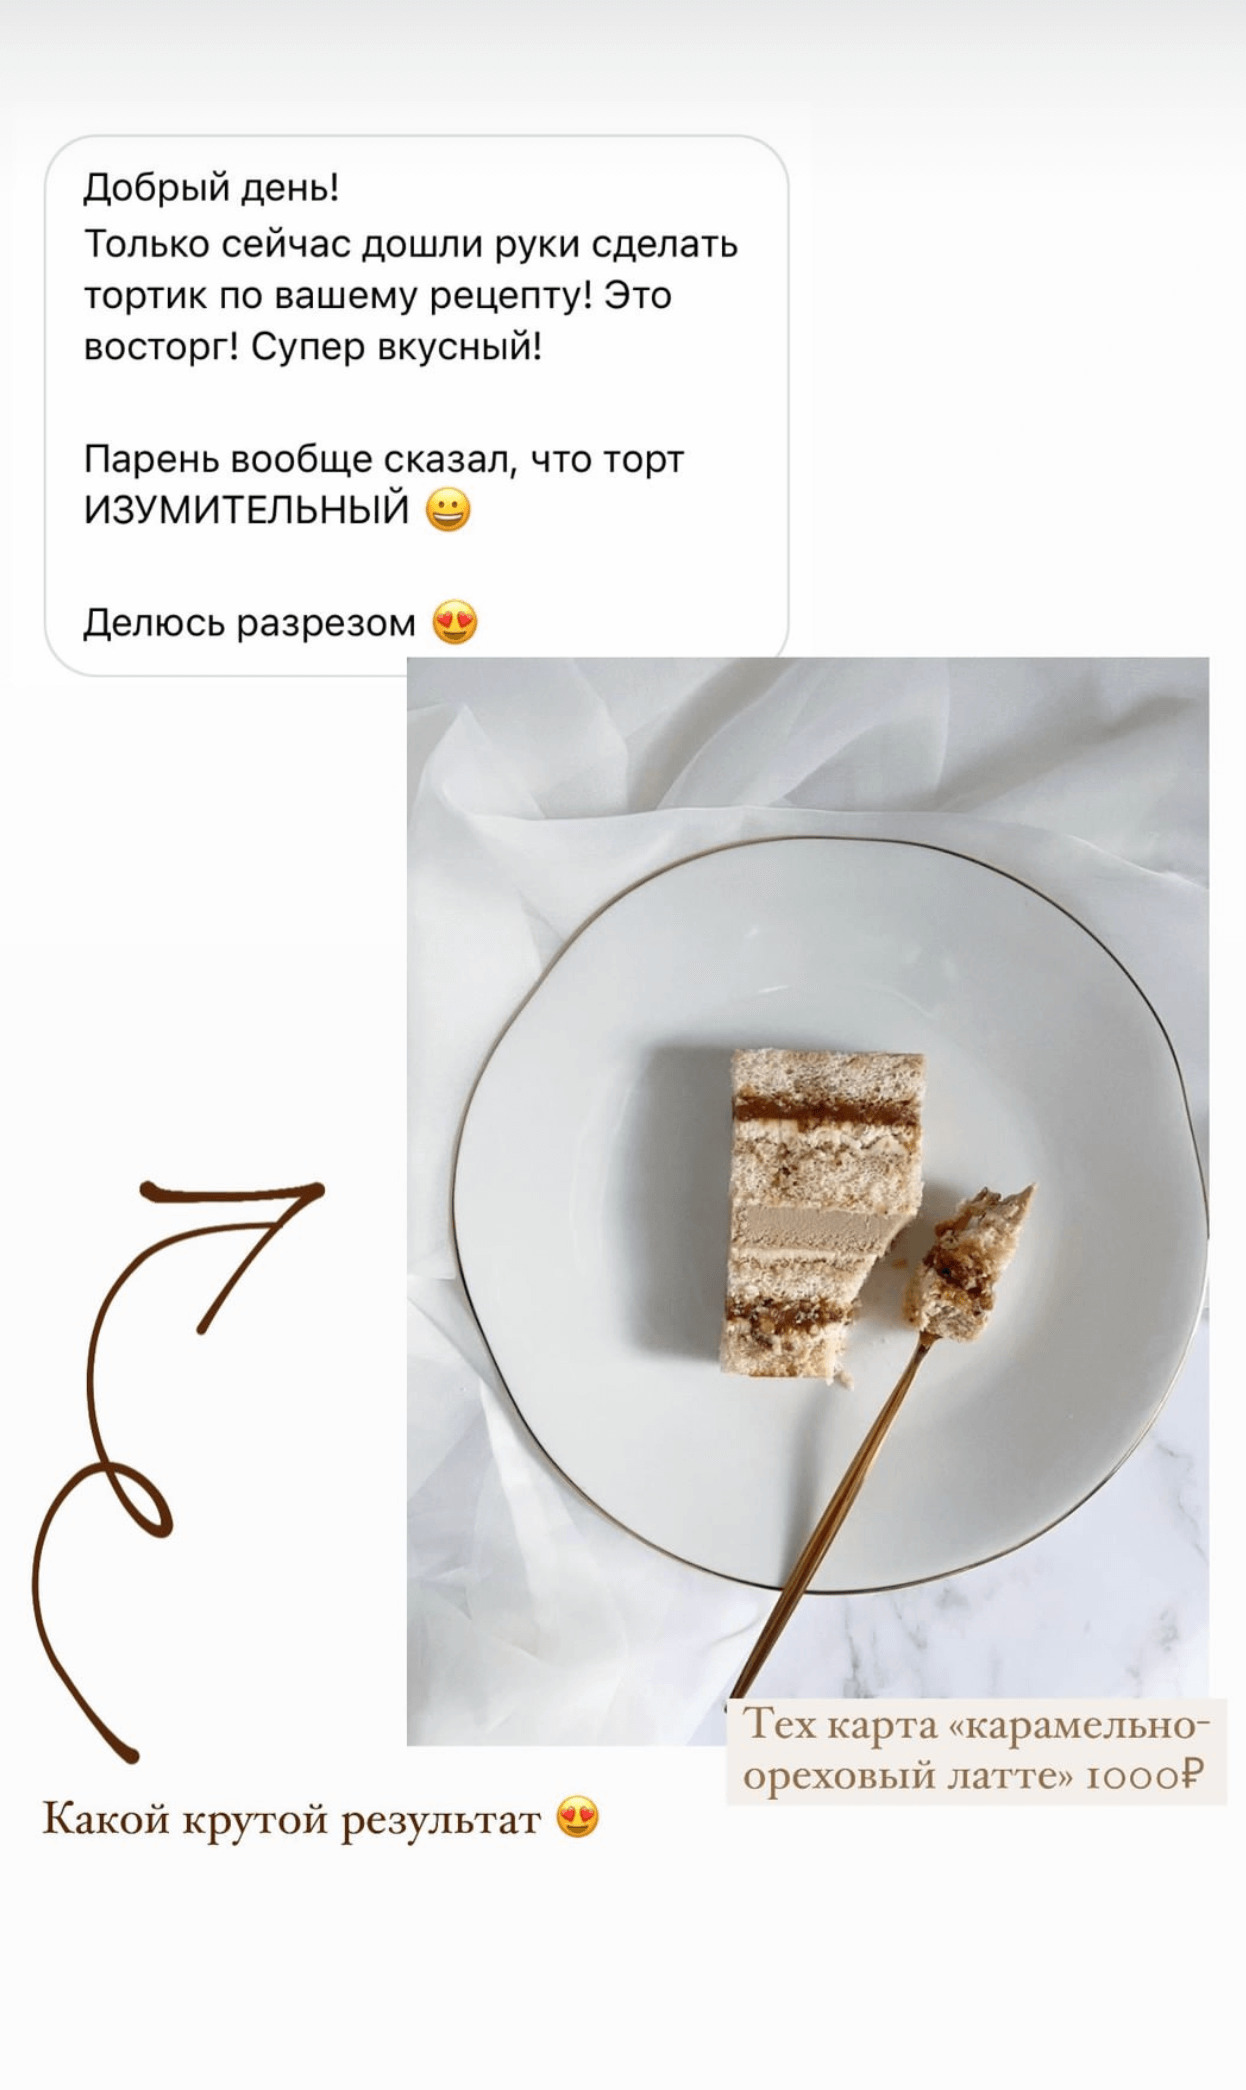 Добрый день!
Только сейчас дошли руки сделать
тортик по вашему рецепту! Это
восторг! Супер вкусный!
Парень вообще сказал, что торт
ИЗУМИТЕЛЬНЫЙ 😀
Делюсь разрезом 😍
Тех карта «карамельно-
ореховый латте» 1000₽
Какой крутой результат 😍